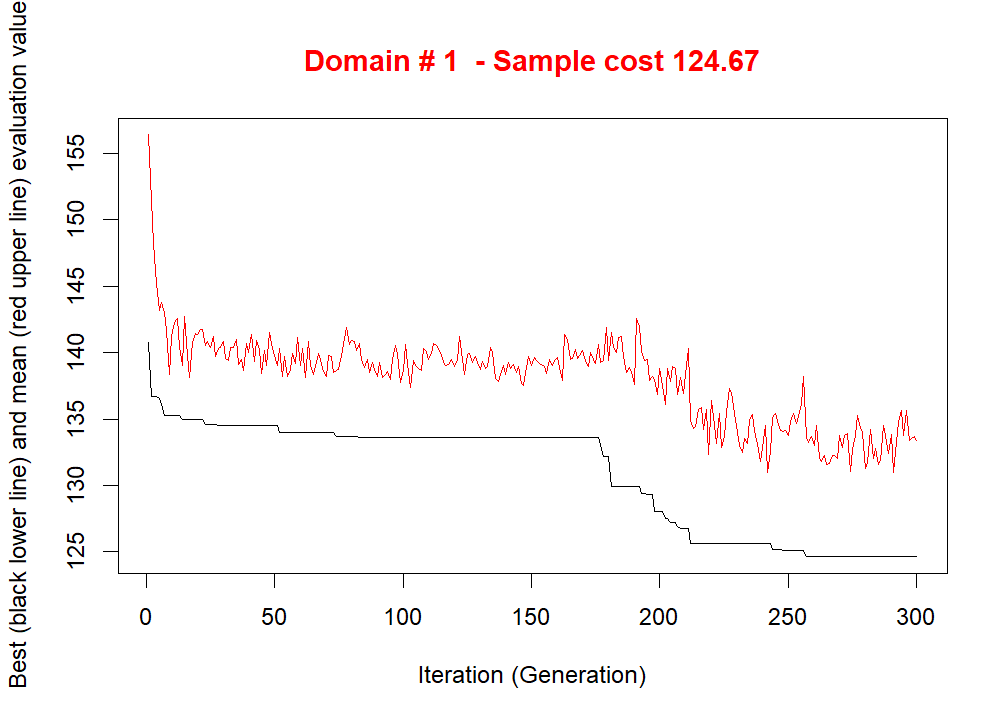 Domain # 1  - Sample cost 124.67
Best (black lower line) and mean (red upper line) evaluation value
155
150
145
140
135
130
125
0 50 100 150 200 250 300
Iteration (Generation)